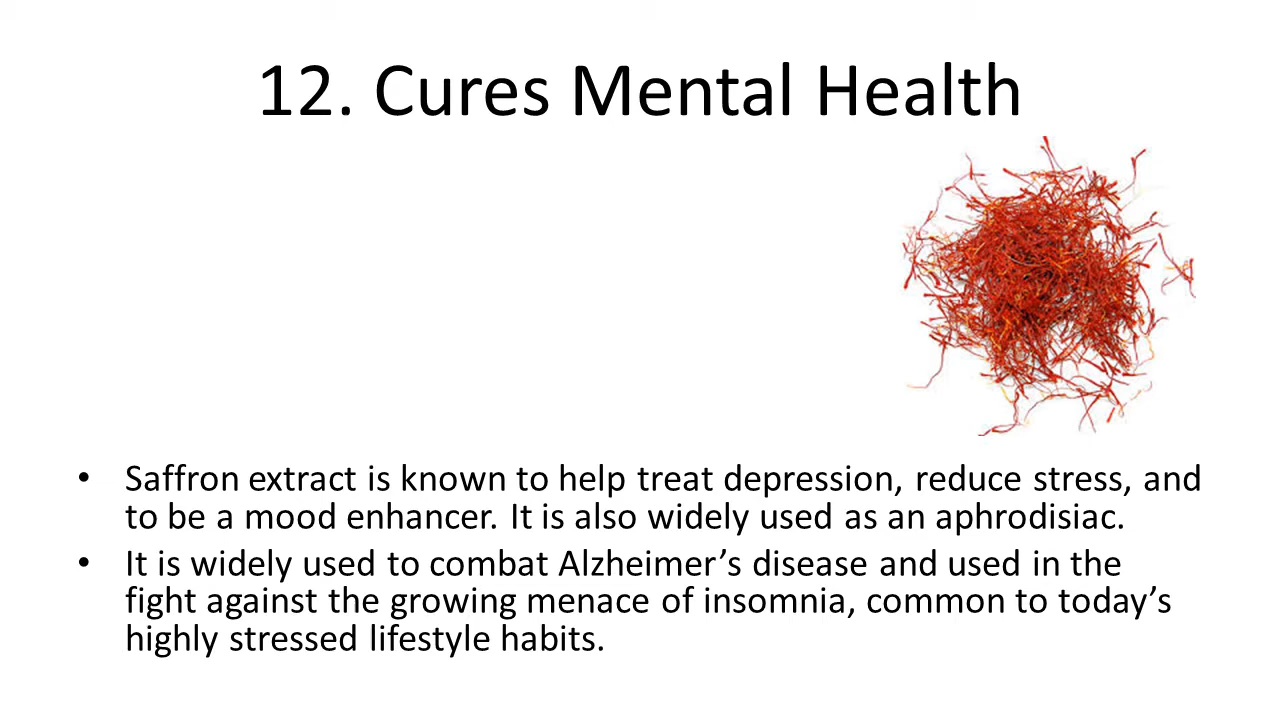 12. Cures Mental Health
• Saffron extract is known to help treat depression, reduce stress, and
to be a mood enhancer. It is also widely used as an aphrodisiac.
• It is widely used to combat Alzheimer’s disease and used in the
fight against the growing menace of insomnia, common to today’s
highly stressed lifestyle habits.